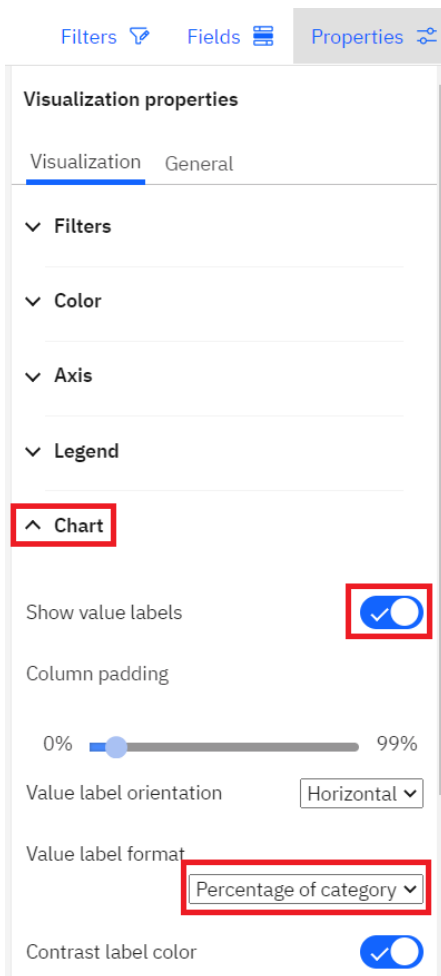 Filters Fields Properties
Visualization properties
Visualization General
Filters
Color
Axis
Legend
Chart
Show value labels
Column padding
0% 99%
Value label orientation Horizontal
Value label format
Percentage of category
Contrast label color